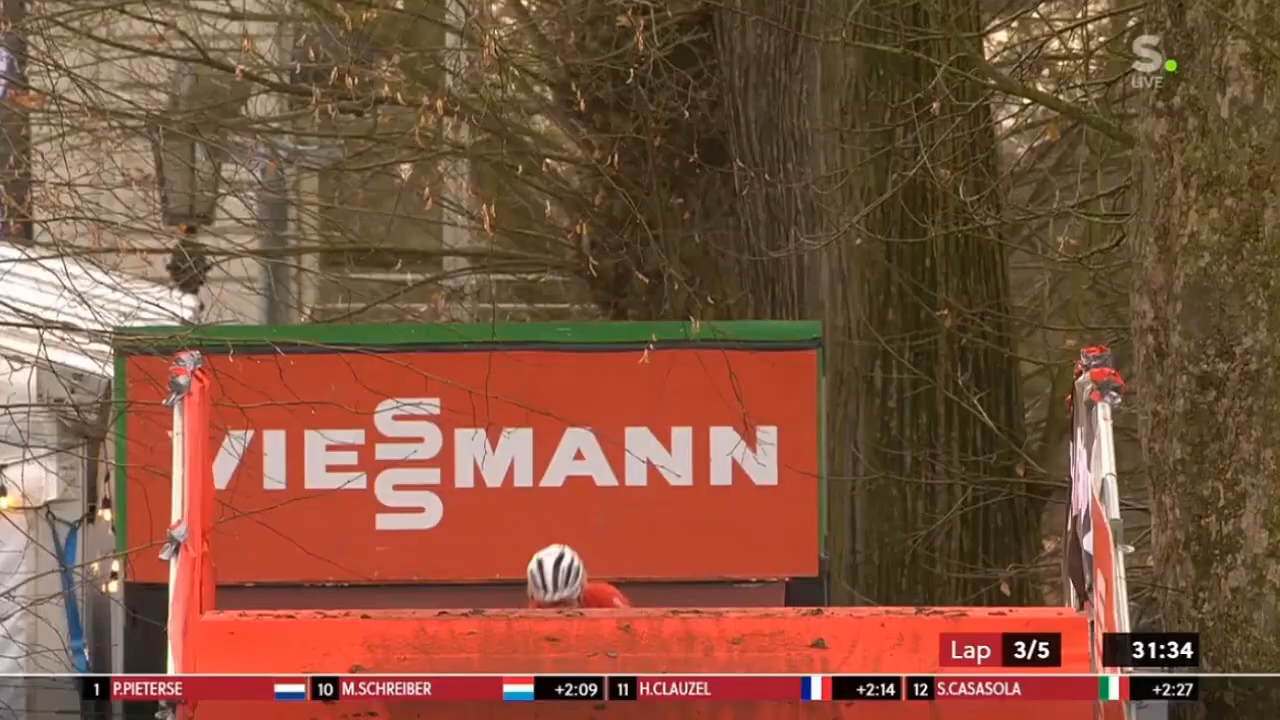 S.
LIVE
VIESSMANN
Lap 3/5 31:34
1 P.PIETERSE 10 M.SCHREIBER +2:09 11 H.CLAUZEL +2:14 12 S.CASASOLA +2:27